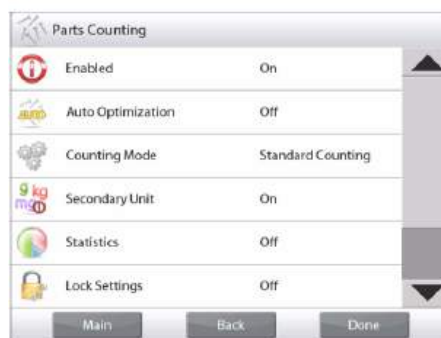 Parts Counting
Enabled On
Auto Optimization Off
Counting Mode Standard Counting
Secondary Unit On
Statistics Off
Lock Settings Off
Main Back Done